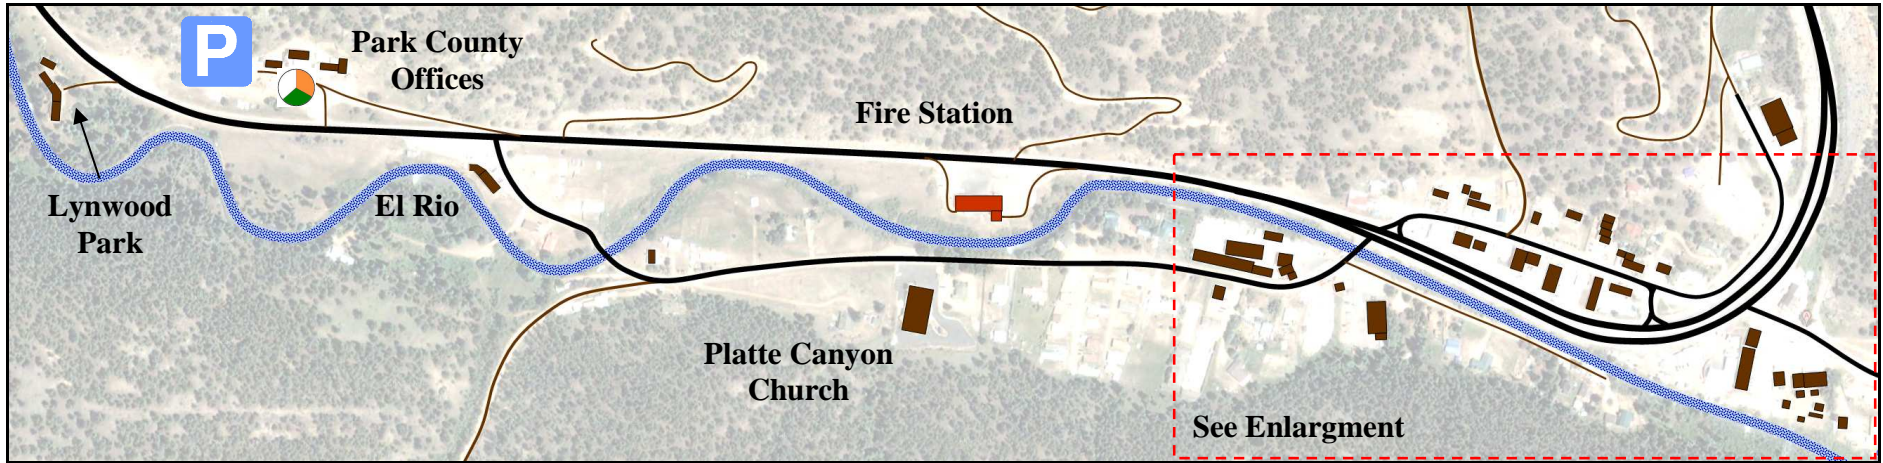 P
Park County
Offices
Fire Station
Lynwood
Park
El Rio
Platte Canyon
Church
See Enlargment